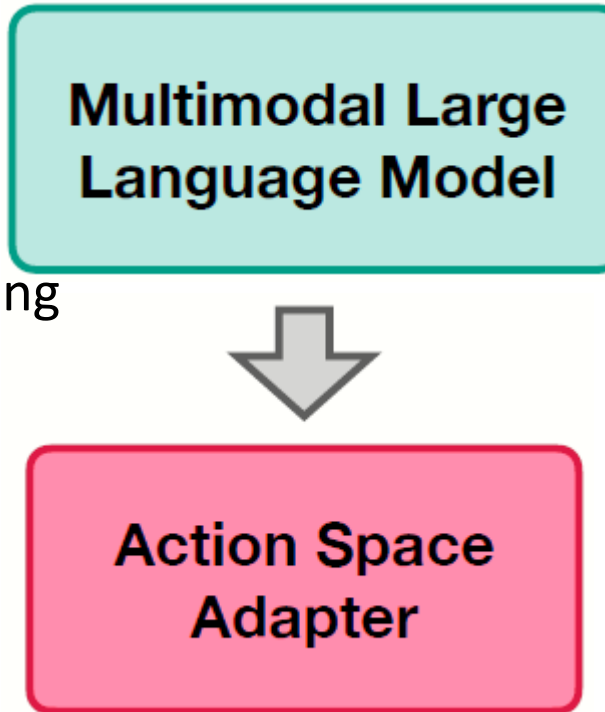 Multimodal Large
Language Model
ng
Action Space
Adapter